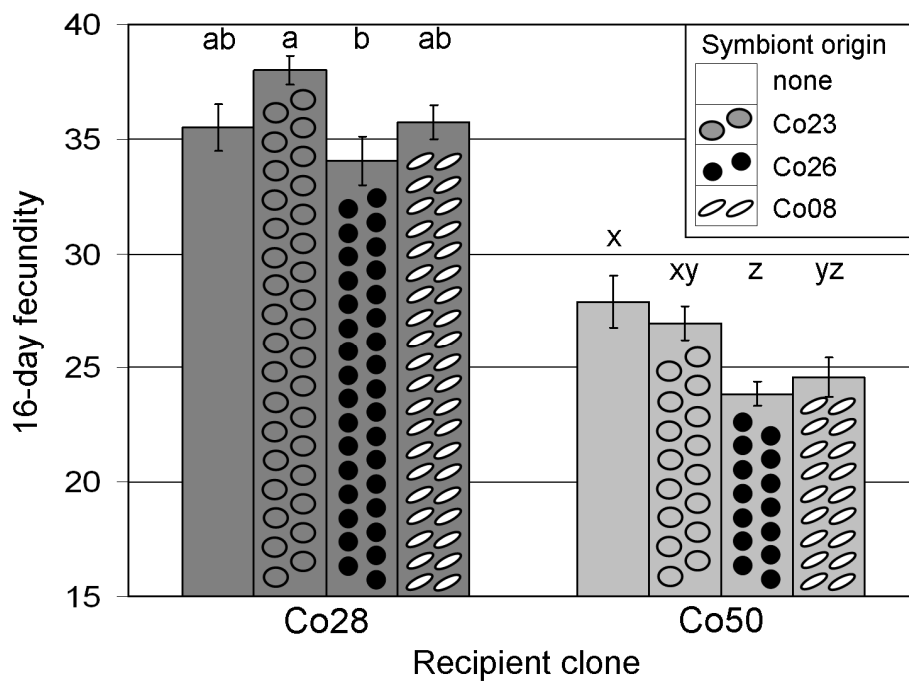 40
35
30
25
20
15
16-day fecundity
ab a b ab
x xy z yz
Symbiont origin
none
Co23
Co26
Co08
Co28 Co50
Recipient clone